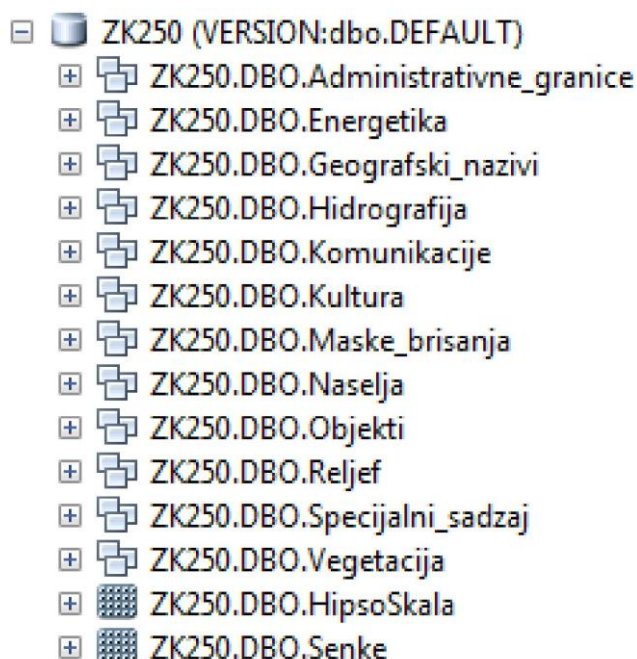 ZK250 (VERSION:dbo.DEFAULT)
ZK250.DBO.Administrativne_granice
ZK250.DBO.Energetika
ZK250.DBO.Geografski_nazivi
ZK250.DBO.Hidrografija
ZK250.DBO.Komunikacije
ZK250.DBO.Kultura
ZK250.DBO.Maske_brisanja
ZK250.DBO.Naselja
ZK250.DBO.Objekti
ZK250.DBO.Reljef
ZK250.DBO.Specijalni_sadzaj
ZK250.DBO.Vegetacija
ZK250.DBO.HipsoSkala
ZK250.DBO.Senke